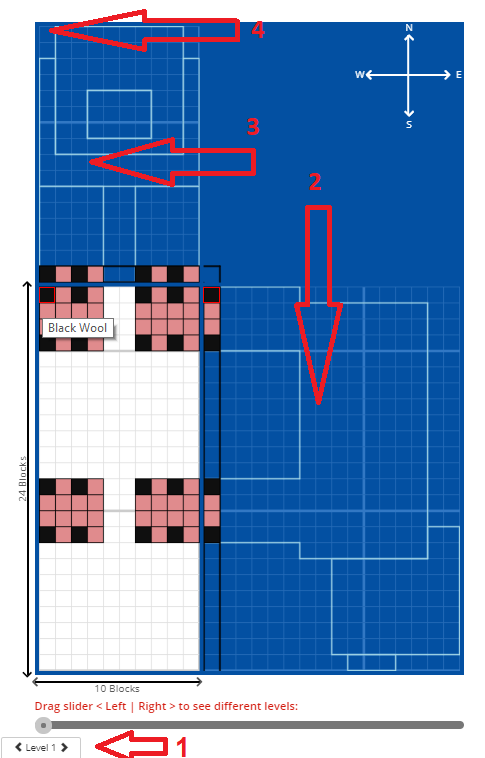 4
N
W
E
S
3
2
Black Wool
24 Blocks
10 Blocks
Drag slider < Left | Right > to see different levels:
Level 1
1